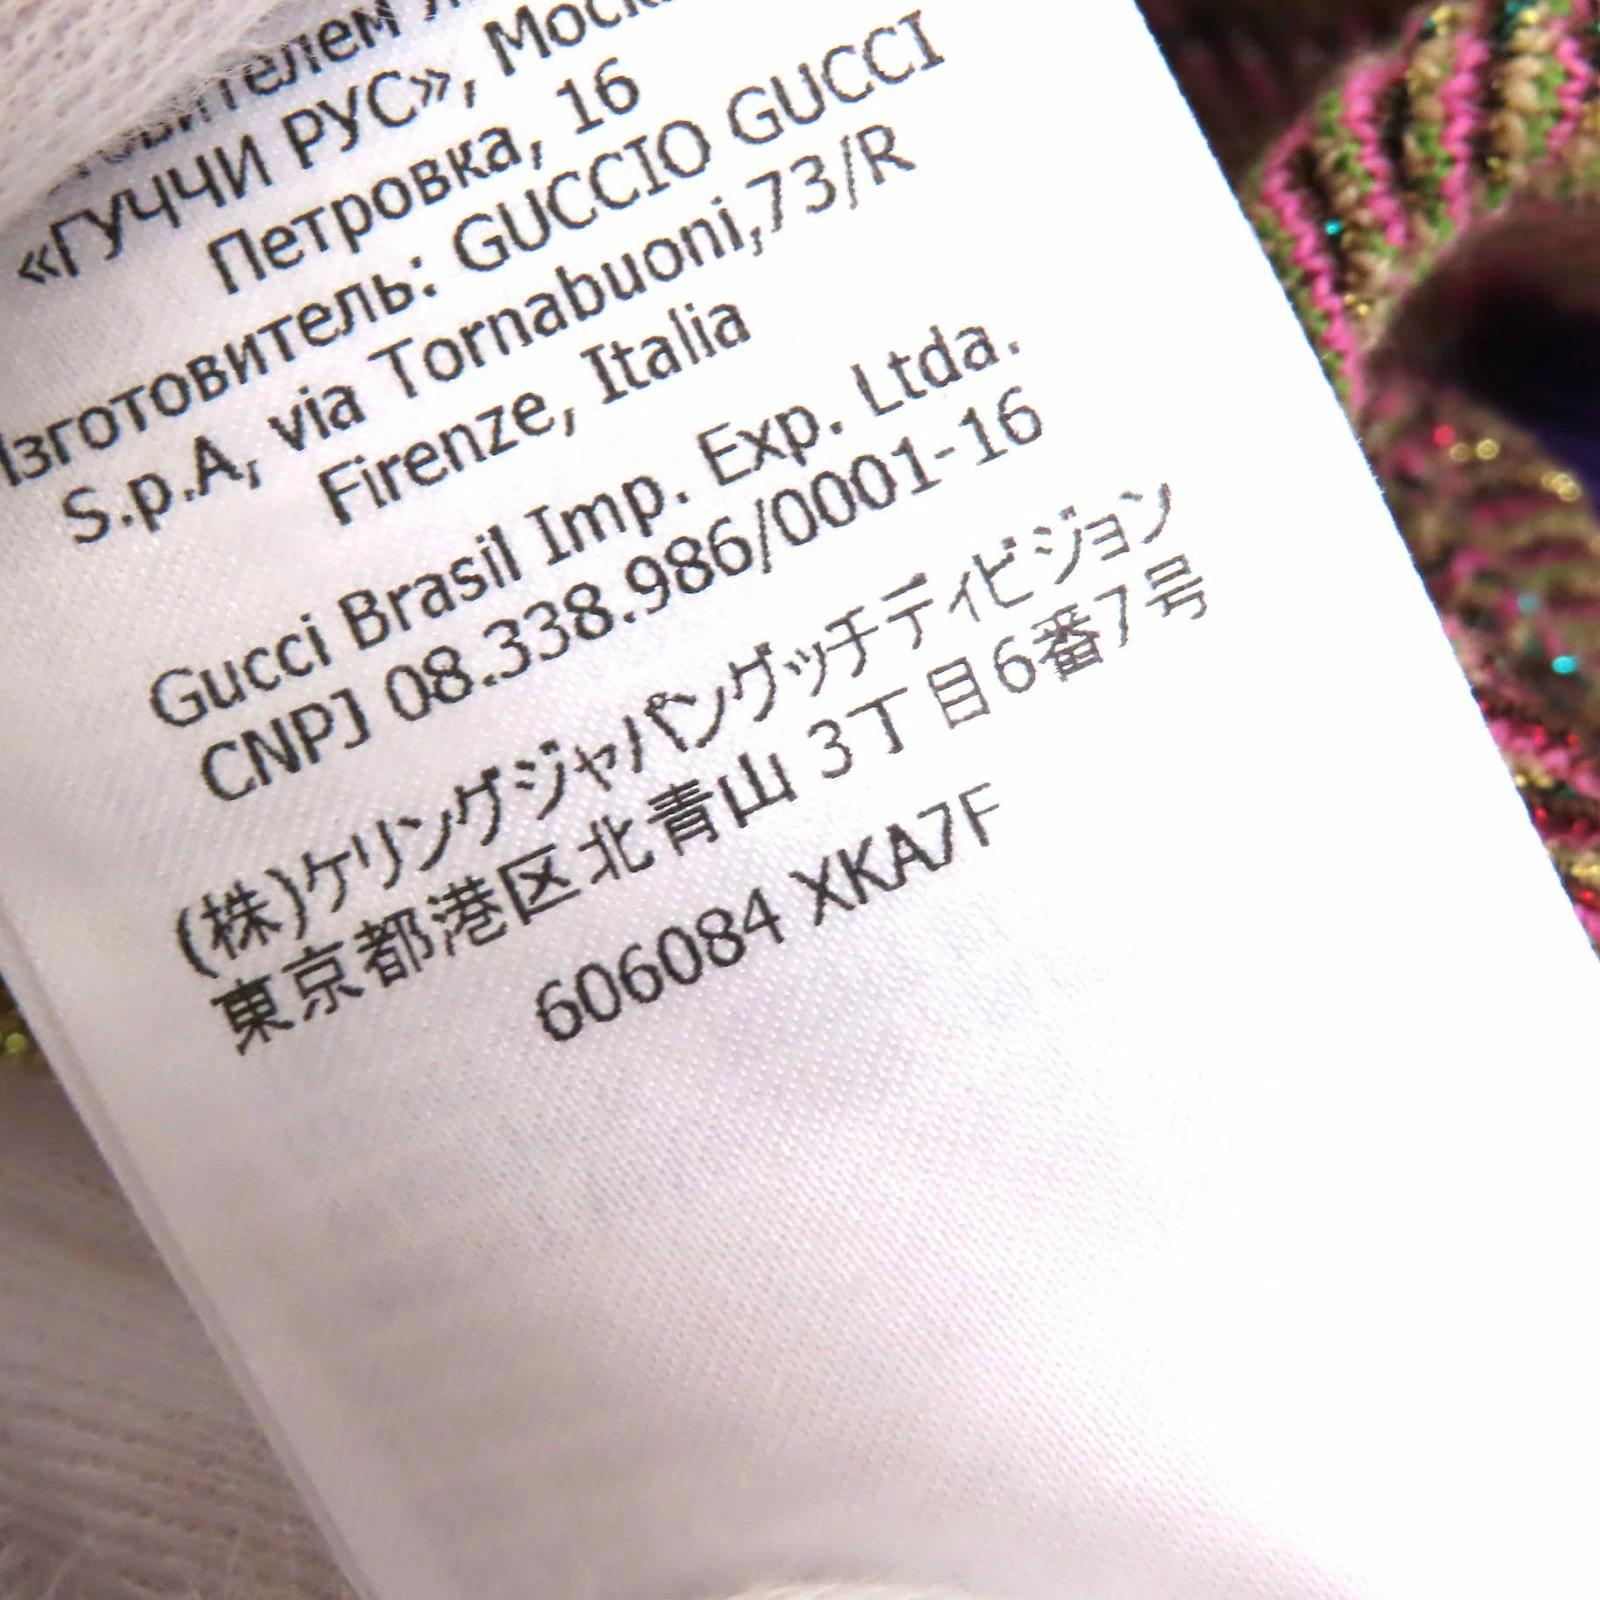 «ГУЧЧИ РУС»,
Петровка, 16
Изготовитель: GUCCIO GUCCI
S.p.A, via Tornabuoni,73/R
Firenze, Italia
Gucci Brasil Imp. Exp. Ltda.
CNPJ 08.338.986/0001-16
(株)ケリングジャパングッチディビジョン
東京都港区北青山 3丁目6番7号
606084 XKA7F